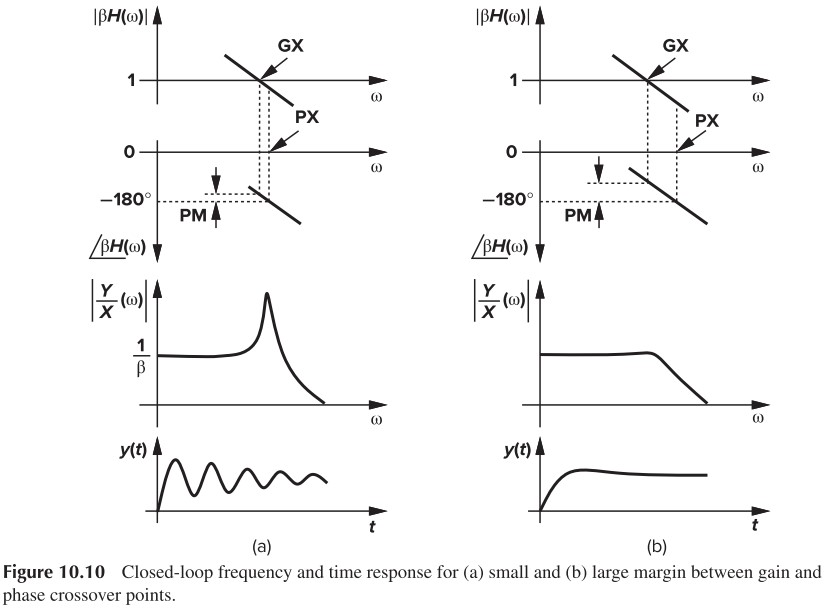 |βH(ω)|
GX
1
ω
PX
0
ω
−180°
PM
∠βH(ω)
|Y/X (ω)|
1/β
ω
y(t)
t
(a)
|βH(ω)|
GX
1
ω
PX
0
ω
−180°
PM
∠βH(ω)
|Y/X (ω)|
ω
y(t)
t
(b)
Figure 10.10 Closed-loop frequency and time response for (a) small and (b) large margin between gain and
phase crossover points.